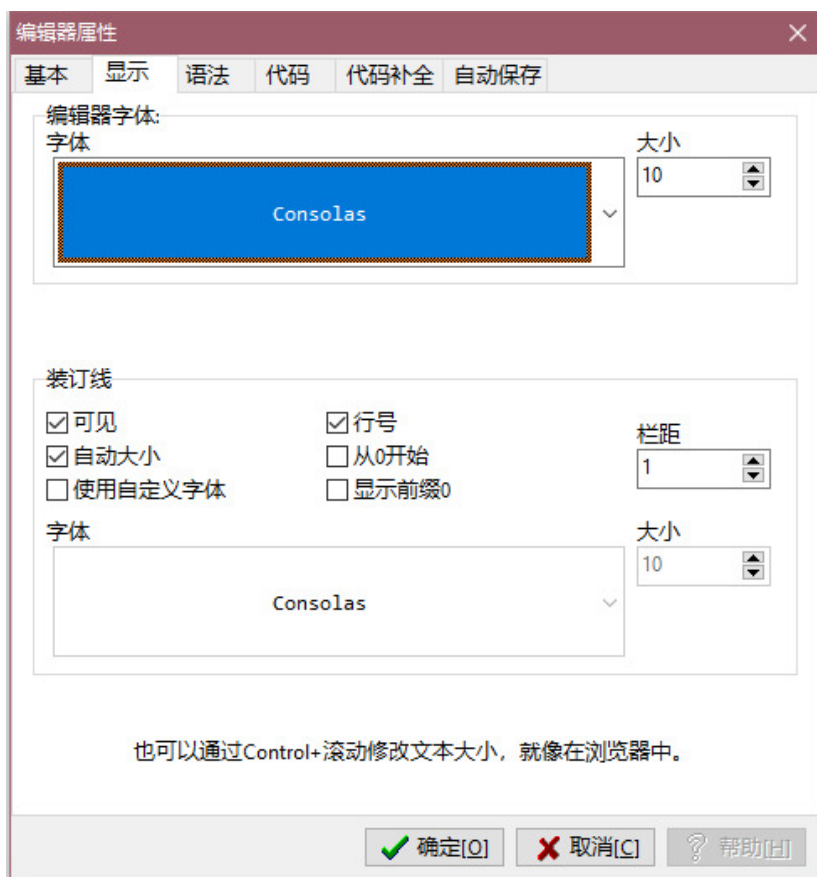 编辑器属性
基本 显示 语法 代码 代码补全 自动保存
编辑器字体:
字体 大小
Consolas 10
装订线
可见 行号 栏距
自动大小 从0开始 1
使用自定义字体 显示前缀0
字体 大小
Consolas 10
也可以通过Control+滚动修改文本大小，就像在浏览器中。
确定[O] 取消[C] 帮助[H]